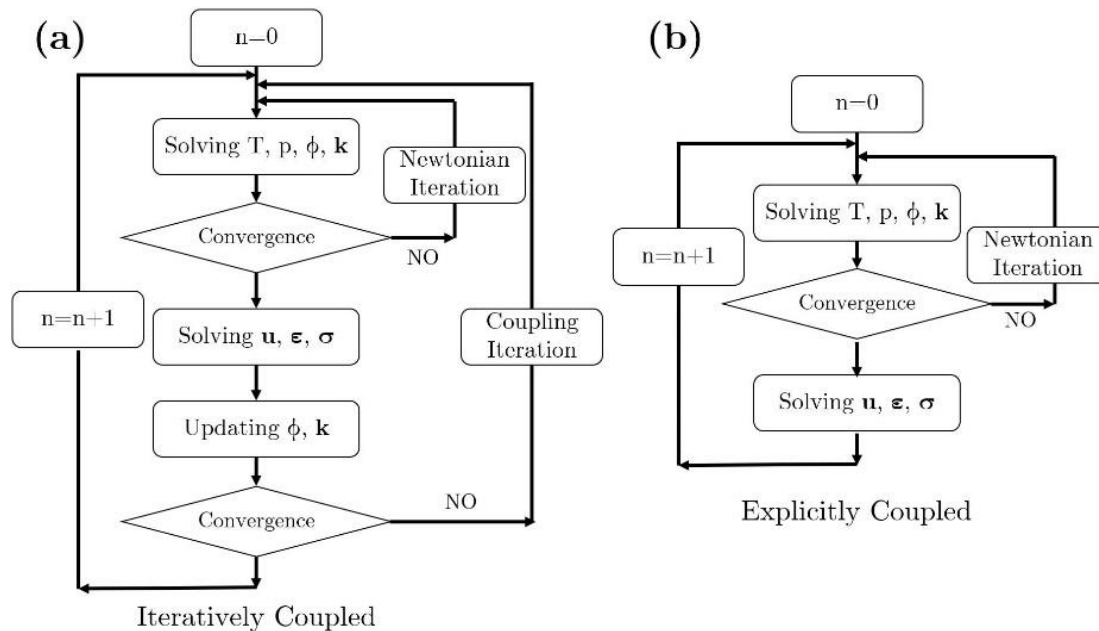 (a)
n=0
Solving T, p, ϕ, k
Newtonian
Iteration
Convergence
NO
n=n+1
Solving u, ε, σ
Coupling
Iteration
Updating ϕ, k
Convergence
NO
Iteratively Coupled
(b)
n=0
Solving T, p, ϕ, k
n=n+1
Newtonian
Iteration
Convergence
NO
Solving u, ε, σ
Explicitly Coupled